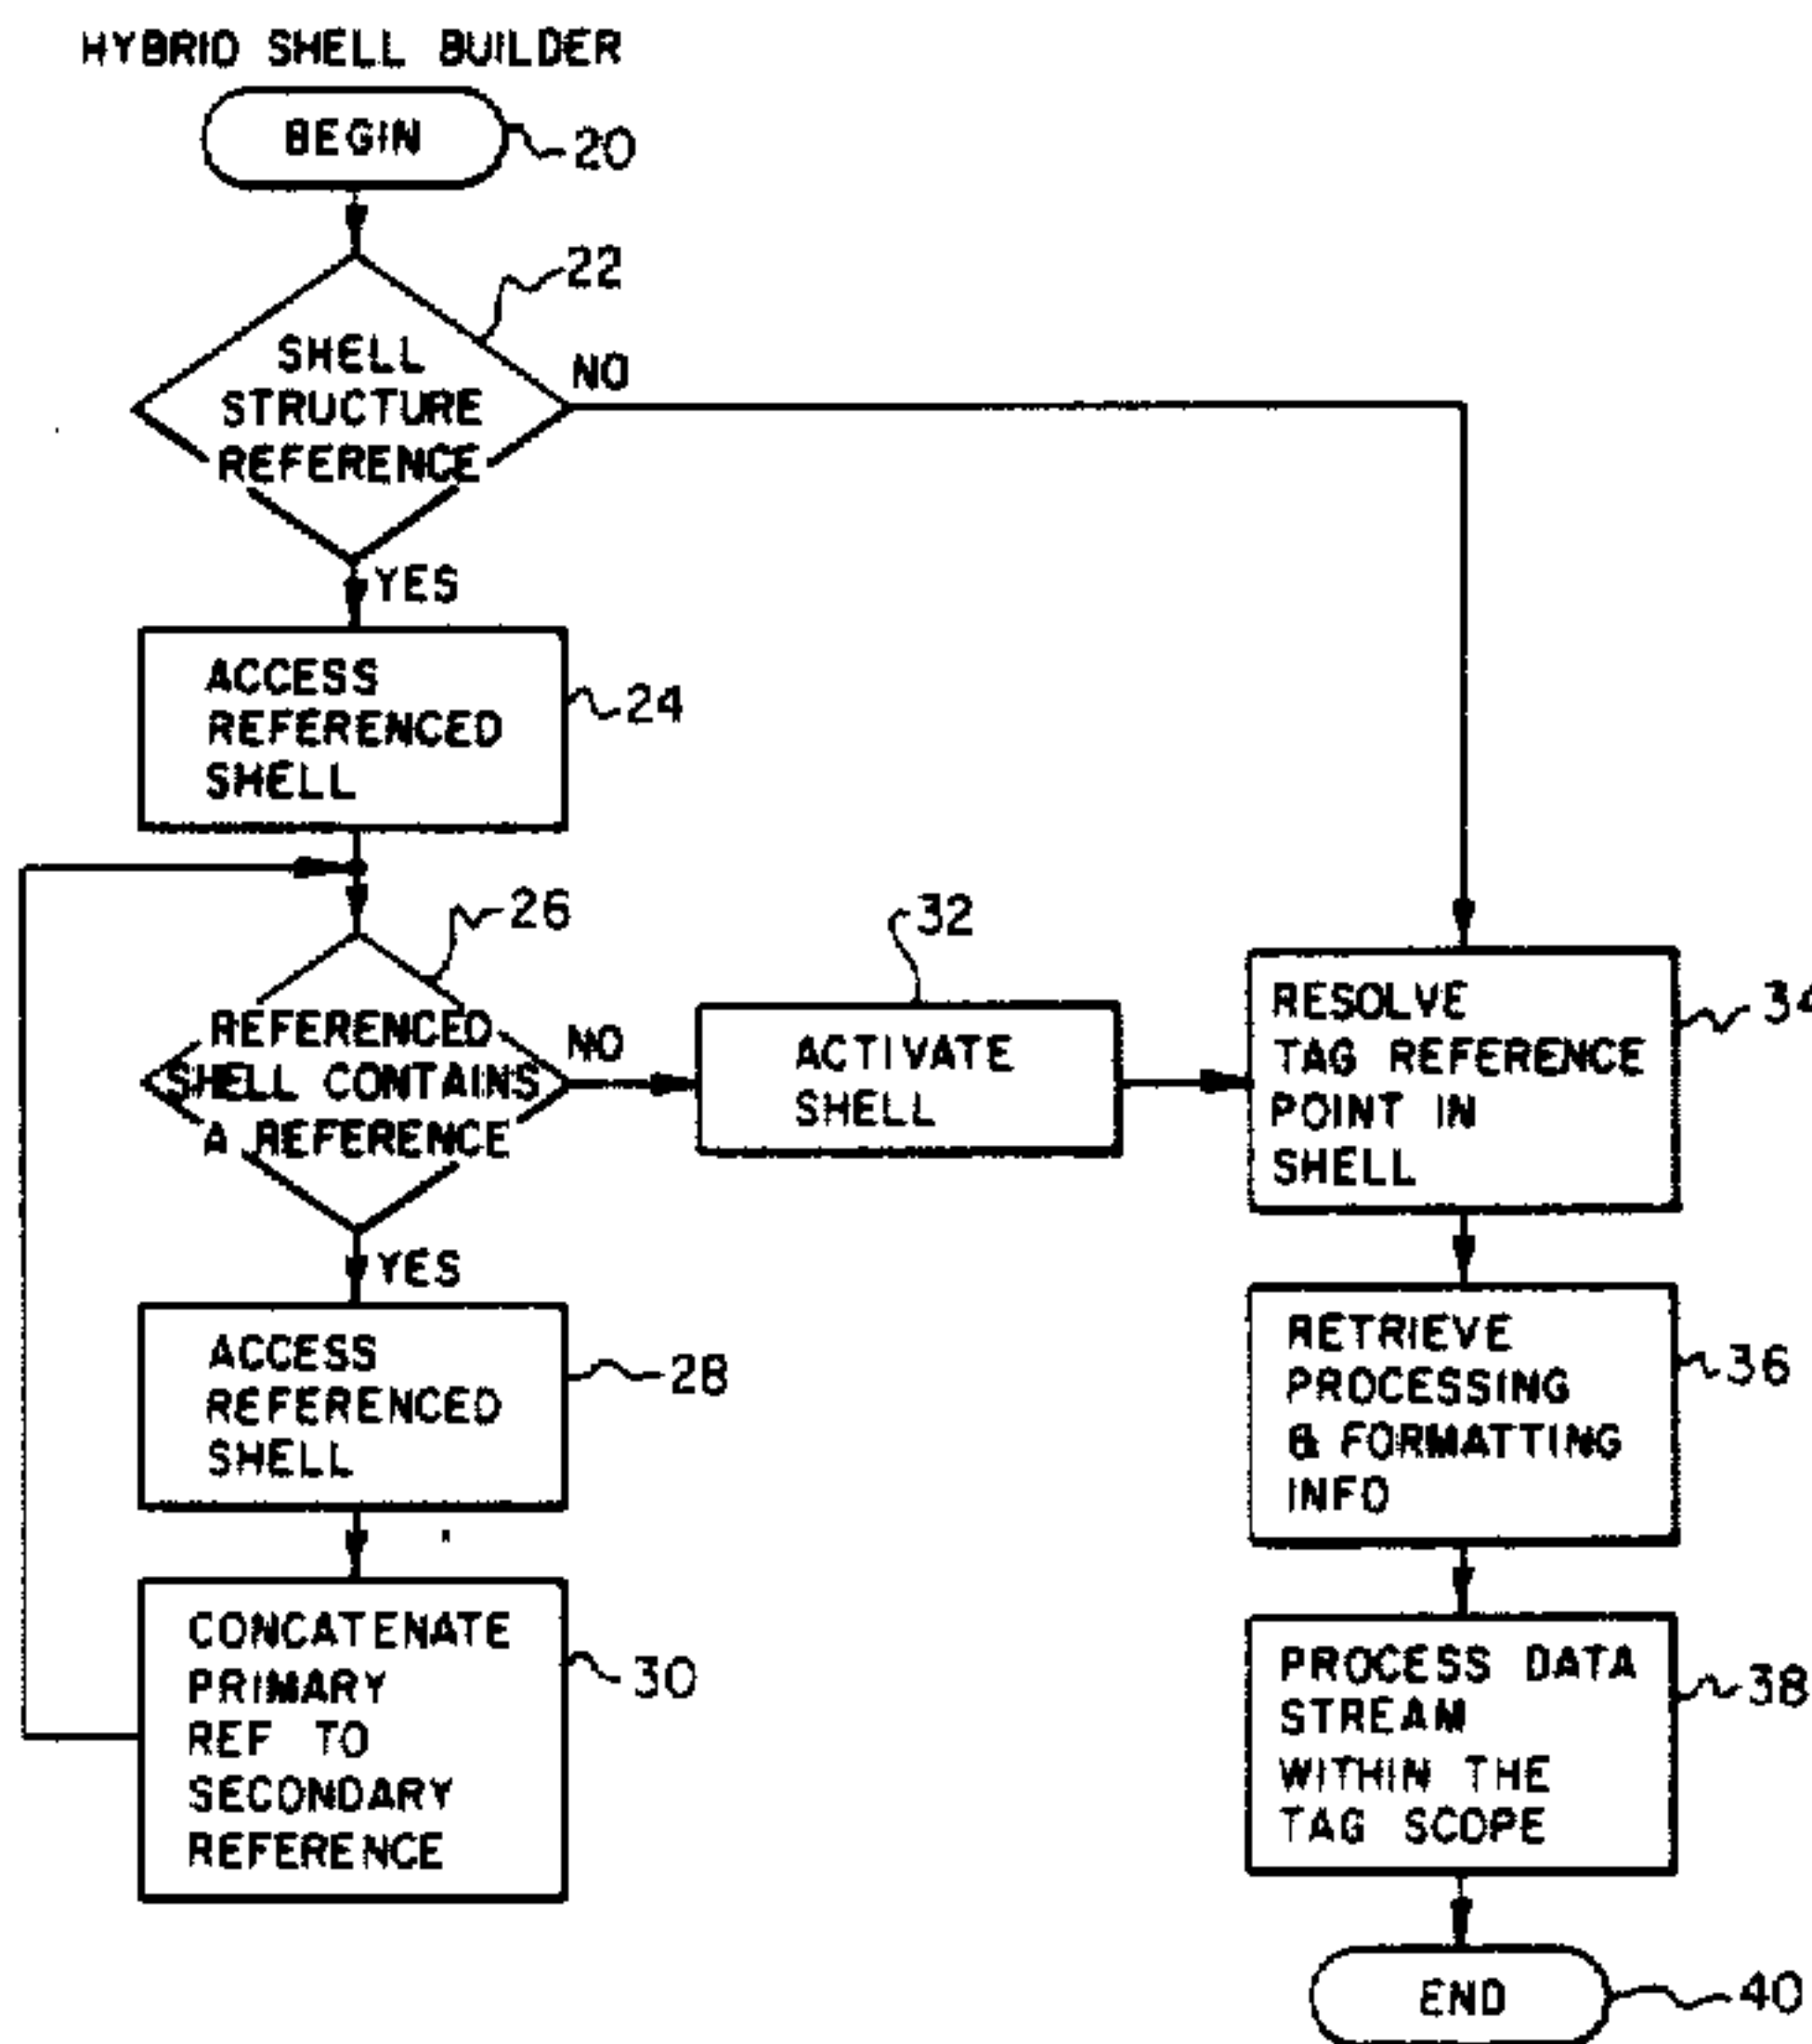 HYBRID SHELL BUILDER
BEGIN
20
22
SHELL
STRUCTURE
REFERENCE
NO
YES
ACCESS
REFERENCED
SHELL
24
26
REFERENCED
SHELL CONTAINS
A REFERENCE
NO
YES
32
ACTIVATE
SHELL
RESOLVE
TAG REFERENCE
POINT IN
SHELL
34
ACCESS
REFERENCED
SHELL
28
RETRIEVE
PROCESSING
& FORMATTING
INFO
36
CONCATENATE
PRIMARY
REF TO
SECONDARY
REFERENCE
30
PROCESS DATA
STREAM
WITHIN THE
TAG SCOPE
38
END
40